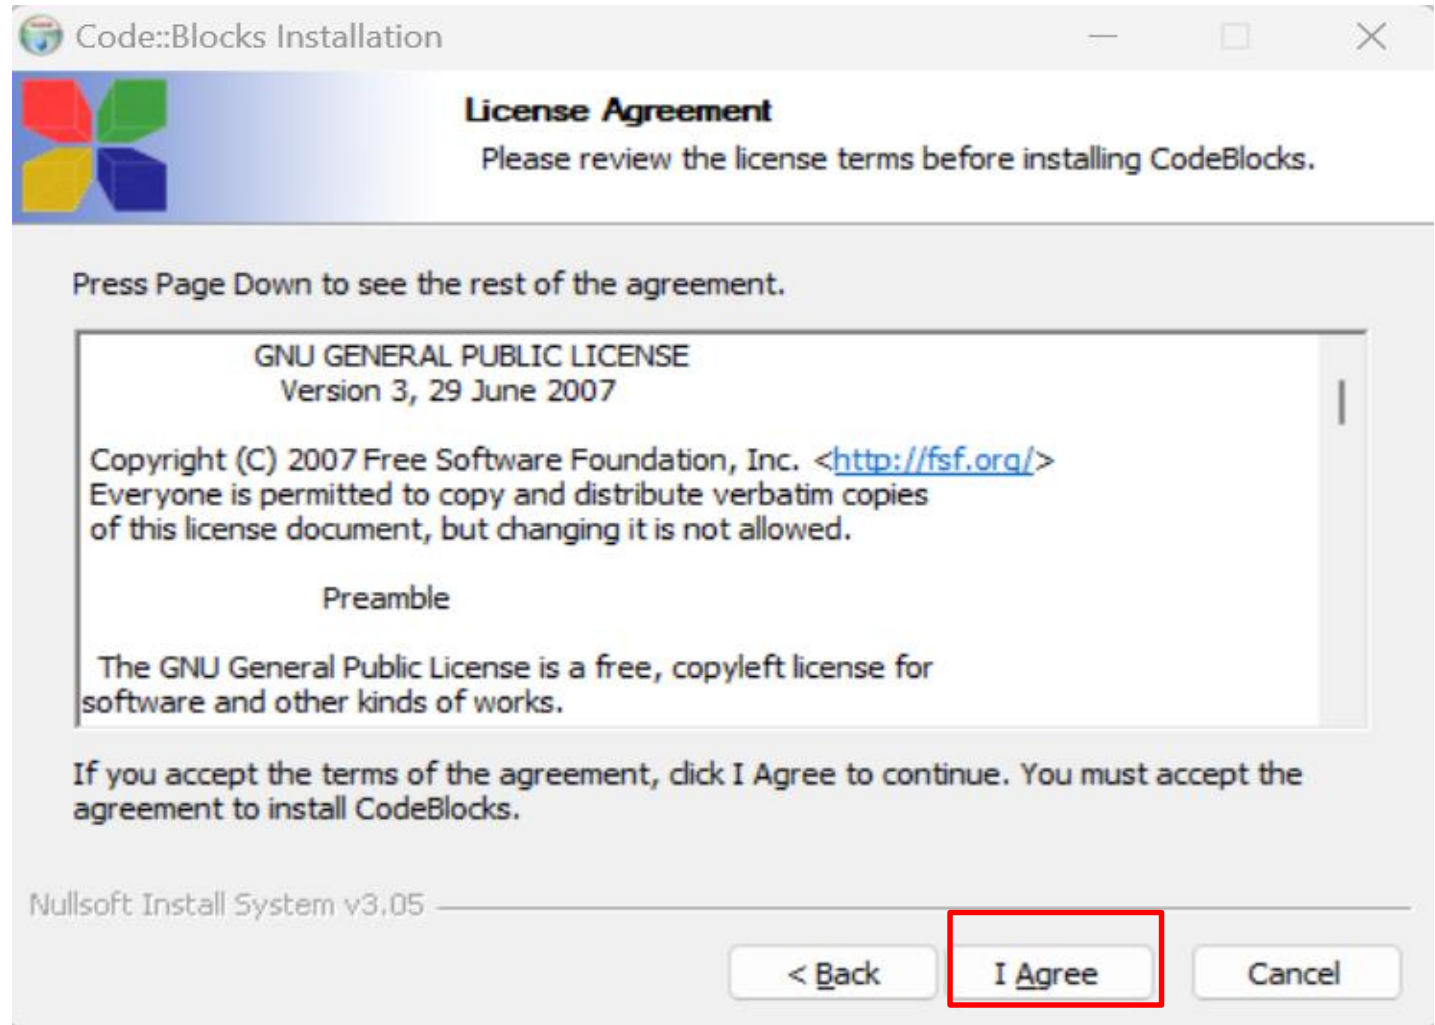 Code::Blocks Installation
License Agreement
Please review the license terms before installing CodeBlocks.
Press Page Down to see the rest of the agreement.
GNU GENERAL PUBLIC LICENSE
Version 3, 29 June 2007
Copyright (C) 2007 Free Software Foundation, Inc. <http://fsf.org/>
Everyone is permitted to copy and distribute verbatim copies
of this license document, but changing it is not allowed.
Preamble
The GNU General Public License is a free, copyleft license for
software and other kinds of works.
If you accept the terms of the agreement, click I Agree to continue. You must accept the
agreement to install CodeBlocks.
Nullsoft Install System v3.05
< Back I Agree Cancel